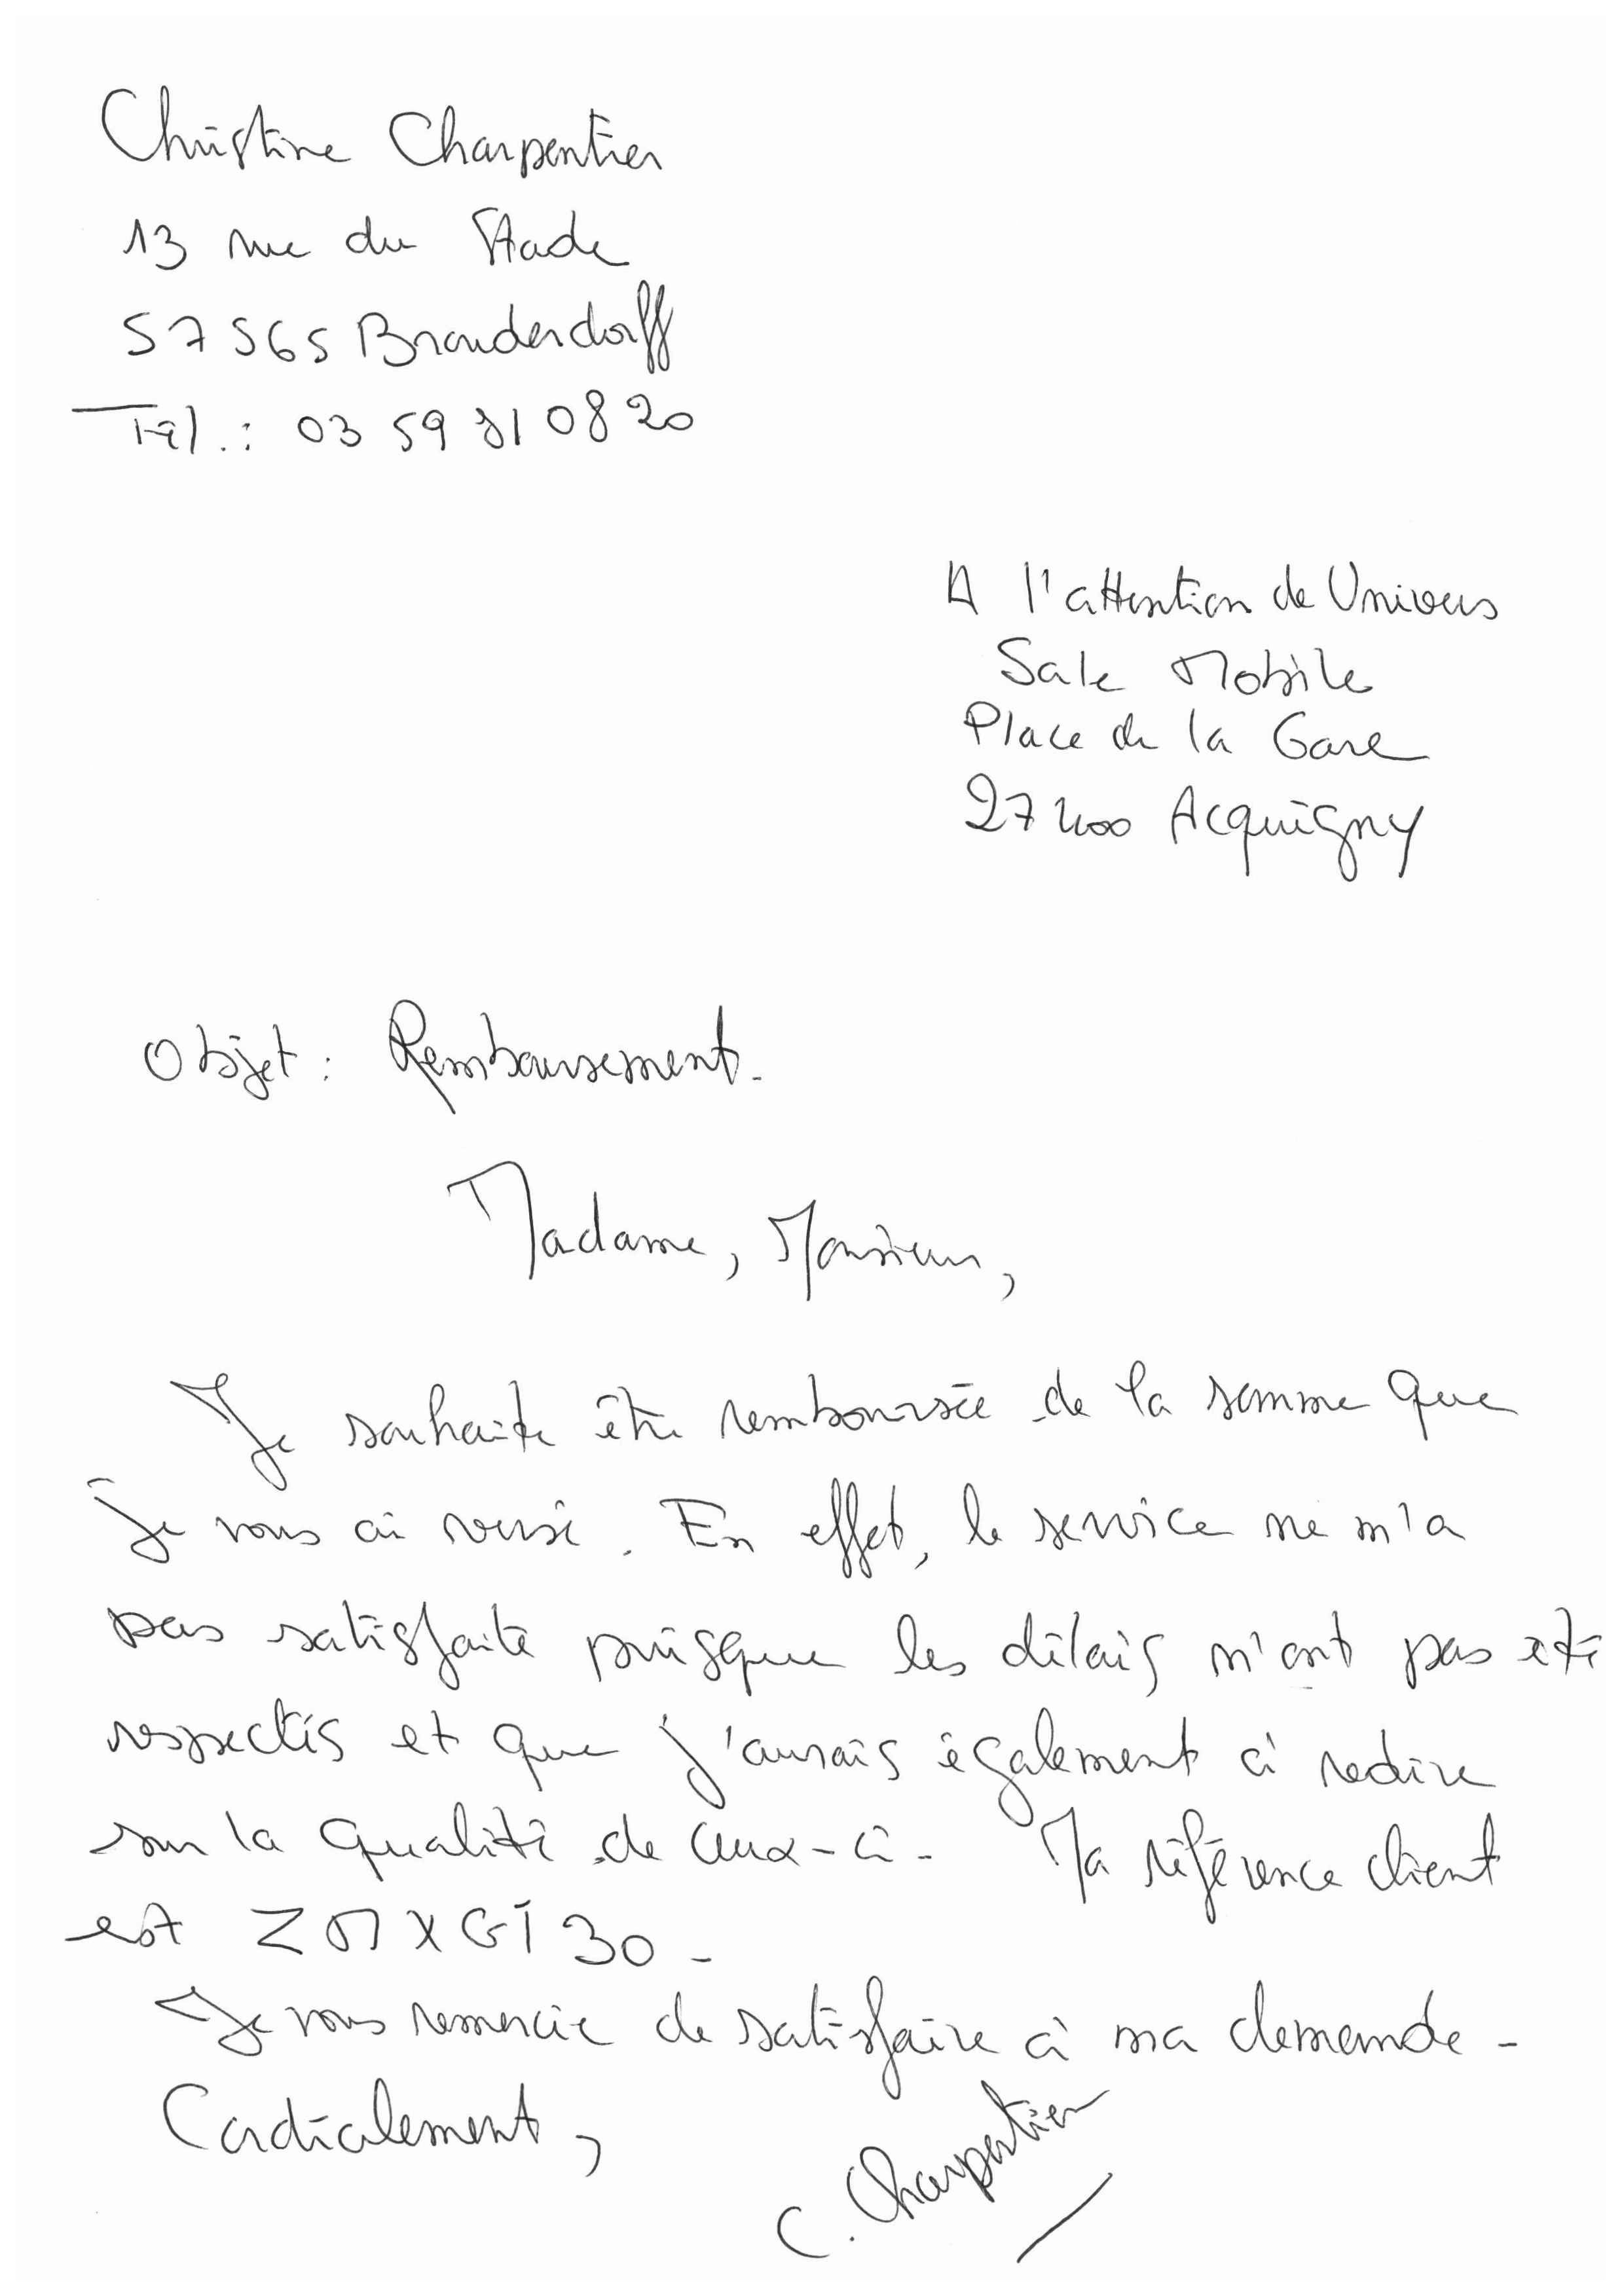 Christine Charpentier
13 rue du Stade
57565 Brouderdorff
Tél.: 03 59 81 08 20
A l'attention de Univers
Sale Mobile
Place de la Gare
27400 Acquigny
Objet : Remboursement.
Madame, Monsieur,
Je souhaite être remboursée de la somme que
je vous ai versé. En effet, le service ne m'a
pas satisfaite puisque les délais n'ont pas été
respectés et que j'aurais également à redire
sur la qualité de ceux-ci. Ma référence client
est ZMXGI30.
Je vous remercie de satisfaire à ma demande.
Cordialement,
C. Charpentier